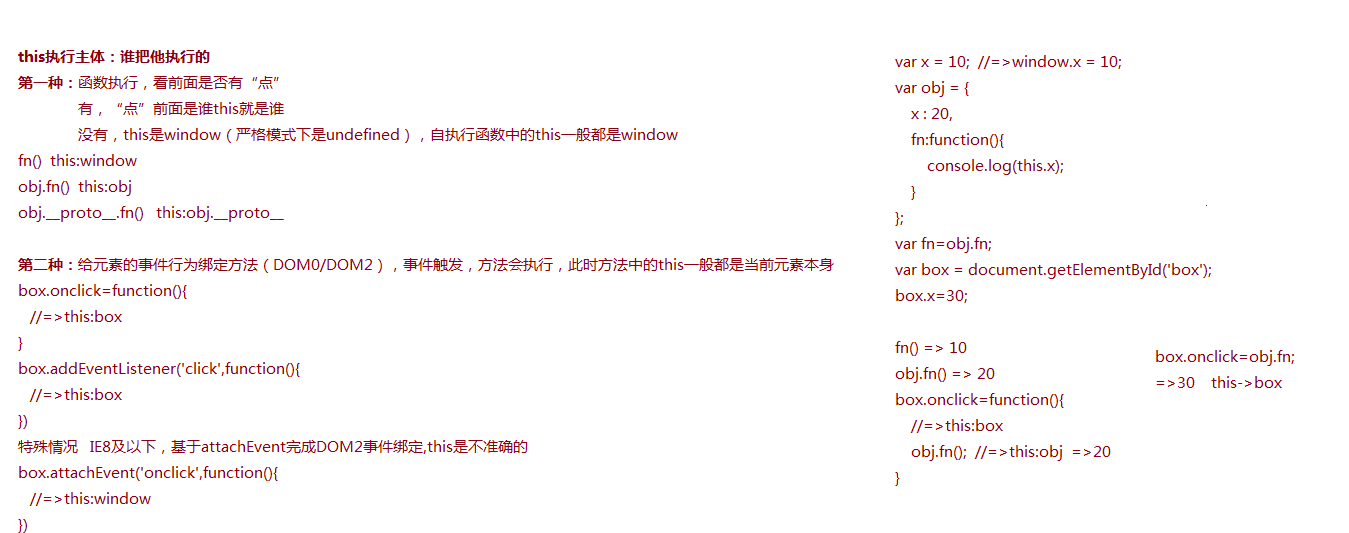 this执行主体：谁把他执行的
第一种：函数执行，看前面是否有“点”
有，“点”前面是谁this就是谁
没有，this是window（严格模式下是undefined），自执行函数中的this一般都是window
fn()  this:window
obj.fn()  this:obj
obj.__proto__.fn()   this:obj.__proto__
第二种：给元素的事件行为绑定方法（DOM0/DOM2），事件触发，方法会执行，此时方法中的this一般都是当前元素本身
box.onclick=function(){
//=>this:box
}
box.addEventListener('click',function(){
//=>this:box
})
特殊情况   IE8及以下，基于attachEvent完成DOM2事件绑定,this是不准确的
box.attachEvent('onclick',function(){
//=>this:window
})
var x = 10;  //=>window.x = 10;
var obj = {
x : 20,
fn:function(){
console.log(this.x);
}
};
var fn=obj.fn;
var box = document.getElementById('box');
box.x=30;
fn() => 10
obj.fn() => 20
box.onclick=function(){
//=>this:box
obj.fn();  //=>this:obj  =>20
}
box.onclick=obj.fn;
=>30    this->box